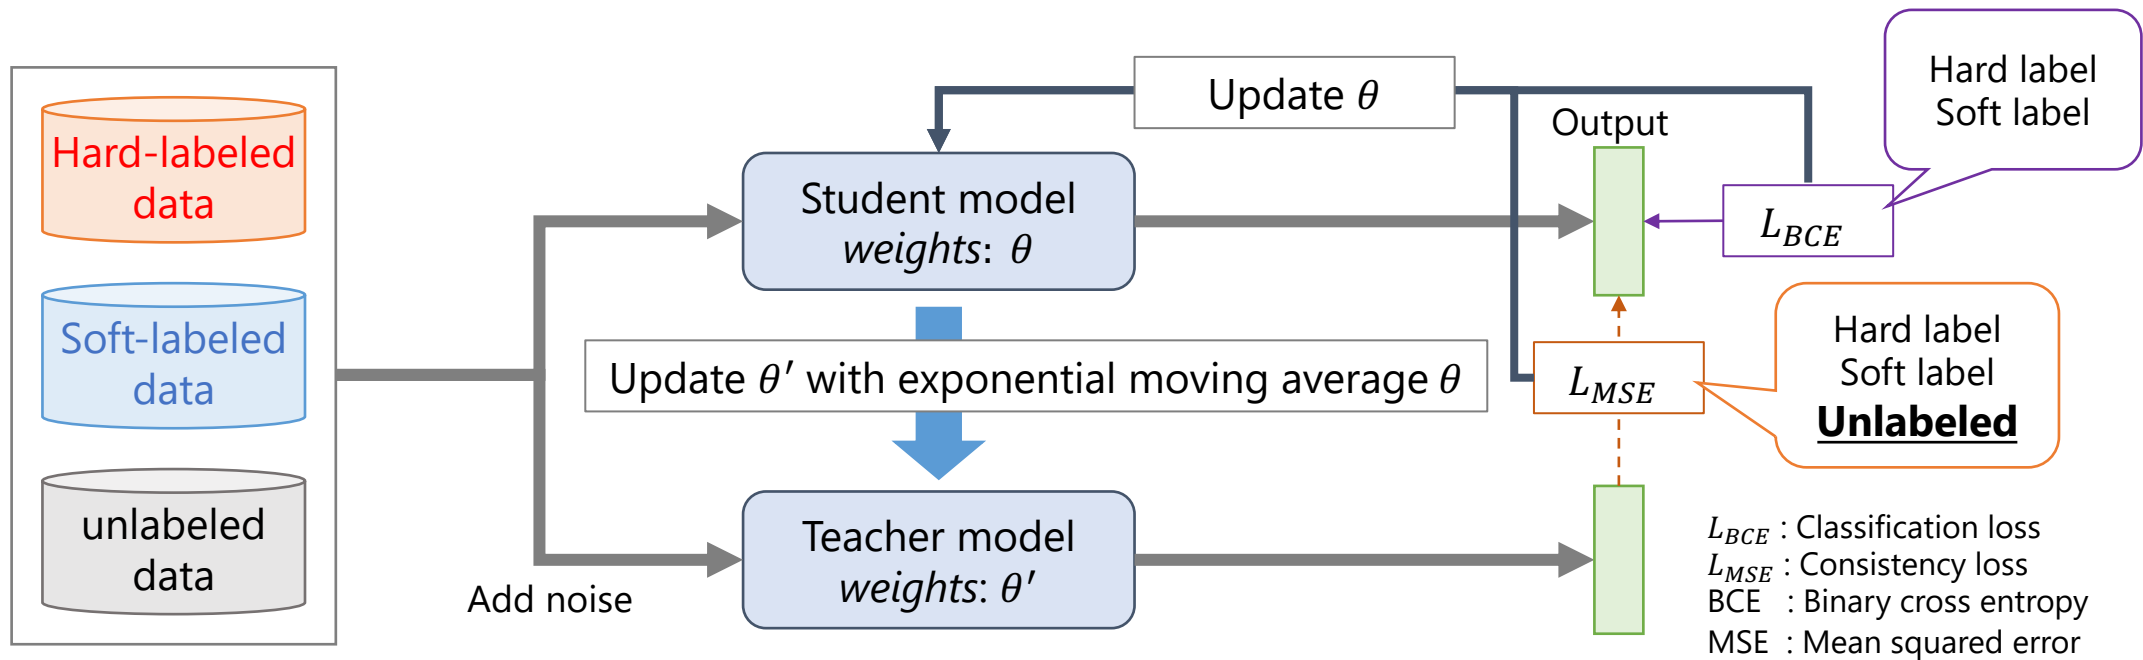 Hard-labeled
data
Soft-labeled
data
unlabeled
data
Add noise
Update θ
Student model
weights: θ
Update θ′ with exponential moving average θ
Teacher model
weights: θ′
Output
L_BCE
Hard label
Soft label
L_MSE
Hard label
Soft label
Unlabeled
L_BCE : Classification loss
L_MSE : Consistency loss
BCE : Binary cross entropy
MSE : Mean squared error